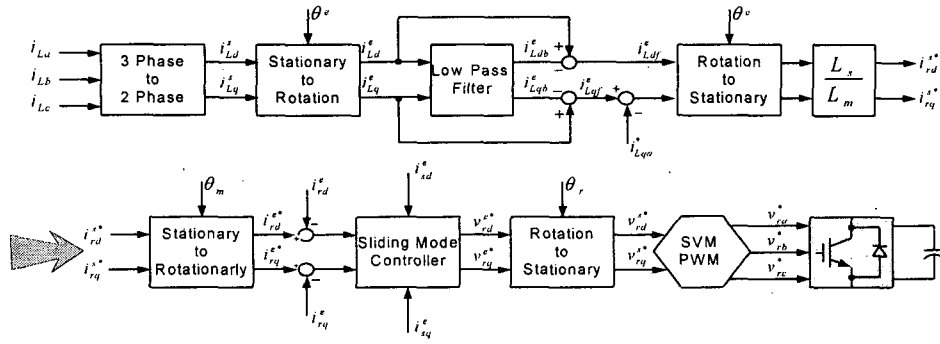 θ^e
θ^e
i_La
i_Lb
i_Lc
3 Phase
to
2 Phase
i^s_Ld
i^s_Lq
Stationary
to
Rotation
i^e_Ld
i^e_Lq
Low Pass
Filter
i^e_Ldb
i^e_Lqb
i^e_Ldf
i^e_Lqf
i^*_Lqn
+
−
−
+
+
−
Rotation
to
Stationary
L_s
L_m
i^s*_rd
i^s*_rq
θ_m
i^e_rd
i^e_sd
θ_r
i^s*_rd
i^s*_rq
Stationary
to
Rotationarly
i^e*_rd
i^e*_rq
+
−
+
−
i^e_rq
Sliding Mode
Controller
i^e_sq
v^e*_rd
v^e*_rq
Rotation
to
Stationary
v^s*_rd
v^s*_rq
SVM
PWM
v^*_ra
v^*_rb
v^*_rc